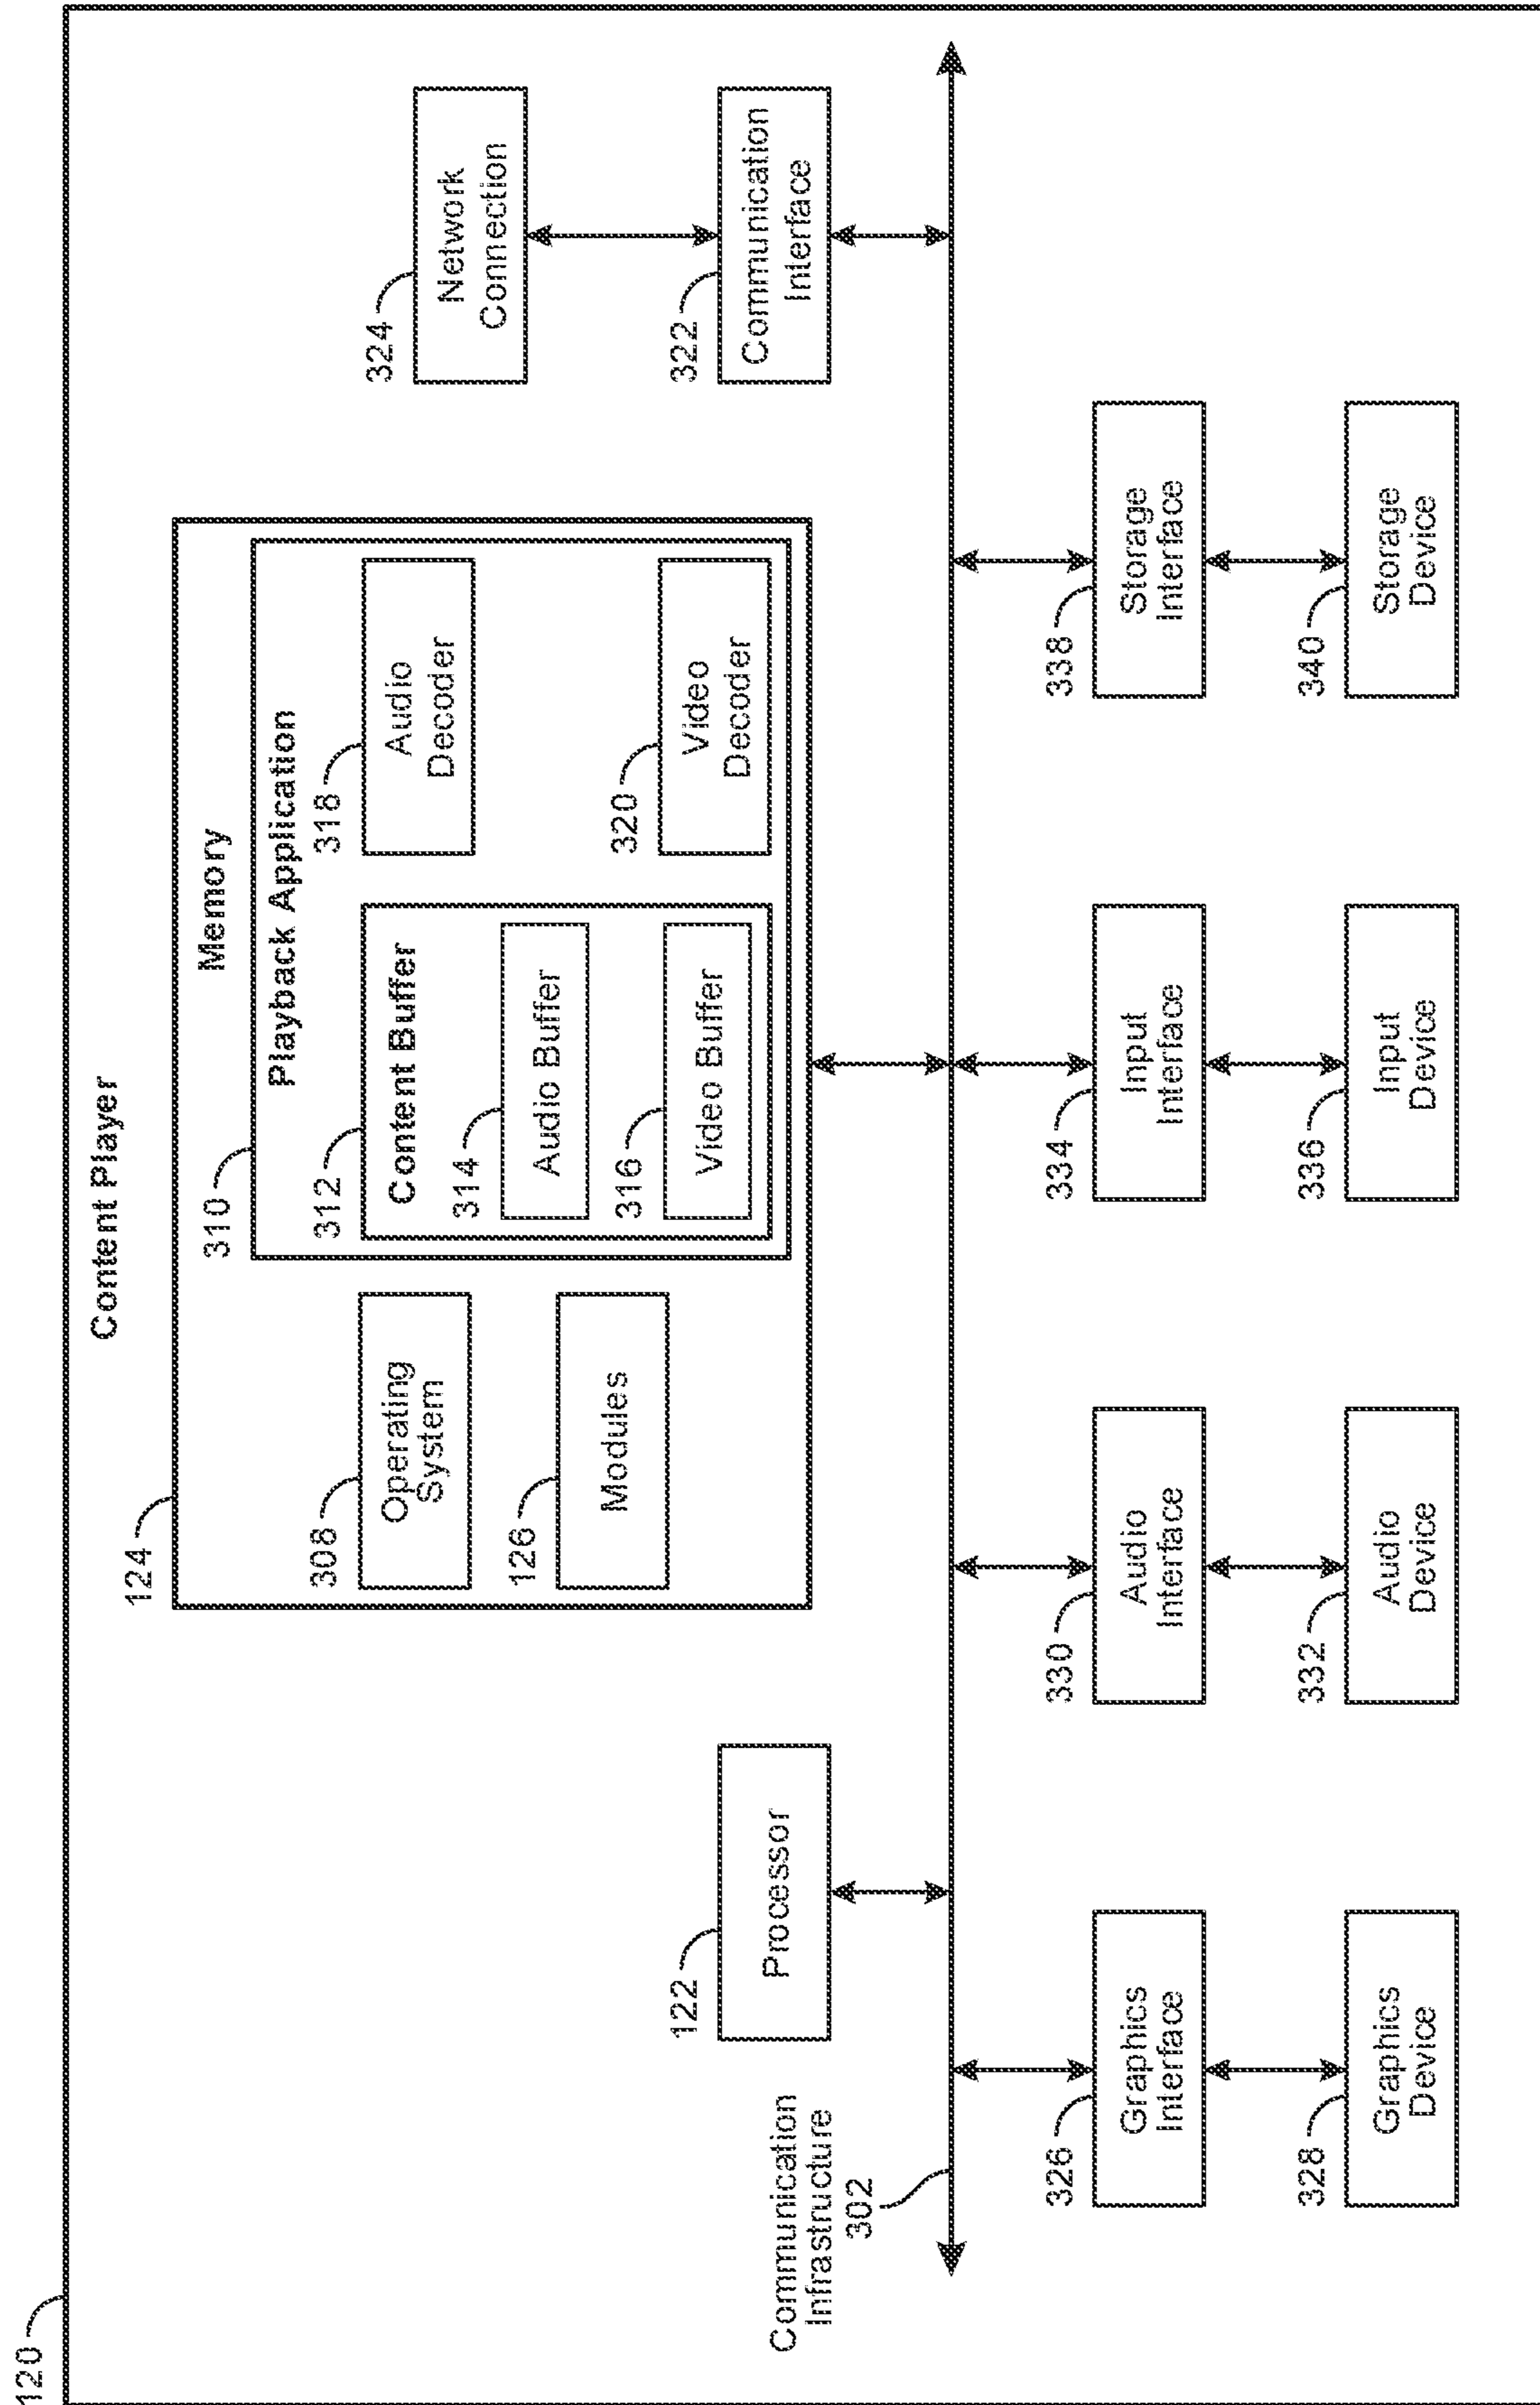 120
Content Player
124
Memory
308
Operating
System
126
Modules
310
Playback Application
312
Content Buffer
314
Audio Buffer
316
Video Buffer
318
Audio
Decoder
320
Video
Decoder
324
Network
Connection
122
Processor
322
Communication
Interface
Communication
Infrastructure
302
326
Graphics
Interface
330
Audio
Interface
334
Input
Interface
338
Storage
Interface
328
Graphics
Device
332
Audio
Device
336
Input
Device
340
Storage
Device